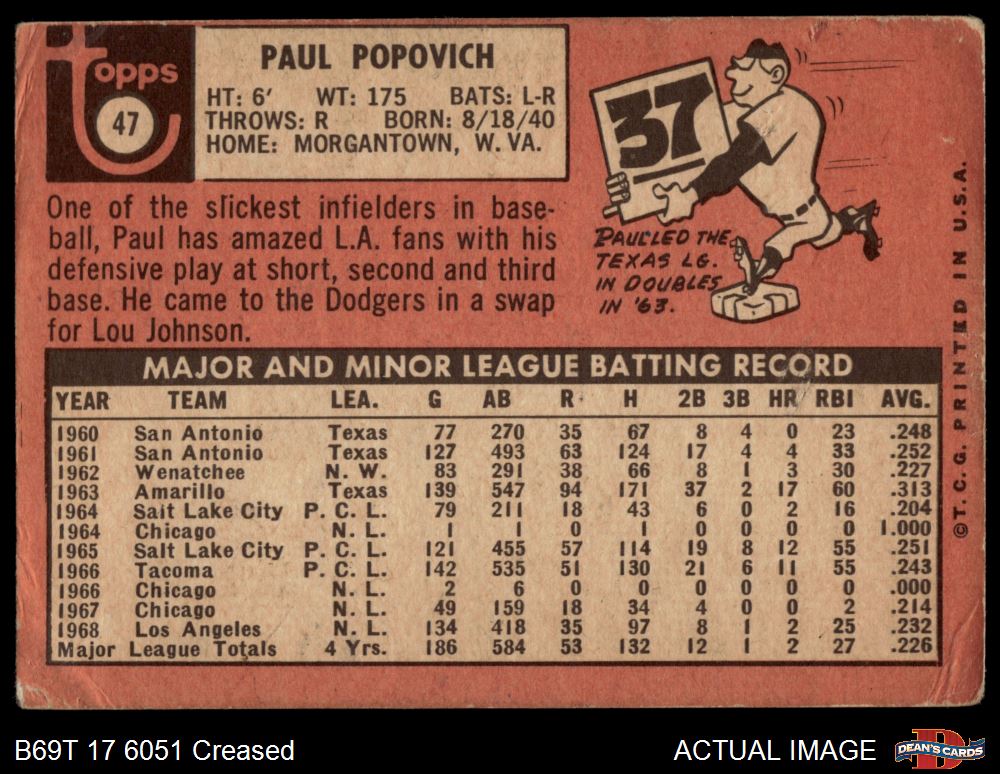 Topps
47
PAUL POPOVICH
HT: 6' WT: 175 BATS: L-R
THROWS: R BORN: 8/18/40
HOME: MORGANTOWN, W. VA.
37
One of the slickest infielders in base-
ball, Paul has amazed L.A. fans with his
defensive play at short, second and third
base. He came to the Dodgers in a swap
for Lou Johnson.
PAUL LED THE
TEXAS LG.
IN DOUBLES
IN '63.
MAJOR AND MINOR LEAGUE BATTING RECORD
YEAR TEAM LEA. G AB R H 2B 3B HR RBI AVG.
1960 San Antonio Texas 77 270 35 67 8 4 0 23 .248
1961 San Antonio Texas 127 493 63 124 17 4 4 33 .252
1962 Wenatchee N. W. 83 291 38 66 8 1 3 30 .227
1963 Amarillo Texas 139 547 94 171 37 2 17 60 .313
1964 Salt Lake City P. C. L. 79 211 18 43 6 0 2 16 .204
1964 Chicago N. L. 1 1 0 1 0 0 0 0 1.000
1965 Salt Lake City P. C. L. 121 455 57 114 19 8 12 55 .251
1966 Tacoma P. C. L. 142 535 51 130 21 6 11 55 .243
1966 Chicago N. L. 2 6 0 0 0 0 0 0 .000
1967 Chicago N. L. 49 159 18 34 4 0 0 2 .214
1968 Los Angeles N. L. 134 418 35 97 8 1 2 25 .232
Major League Totals 4 Yrs. 186 584 53 132 12 1 2 27 .226
©T. C. G. PRINTED IN U.S.A.
B69T 17 6051 Creased
ACTUAL IMAGE
DEAN'S CARDS